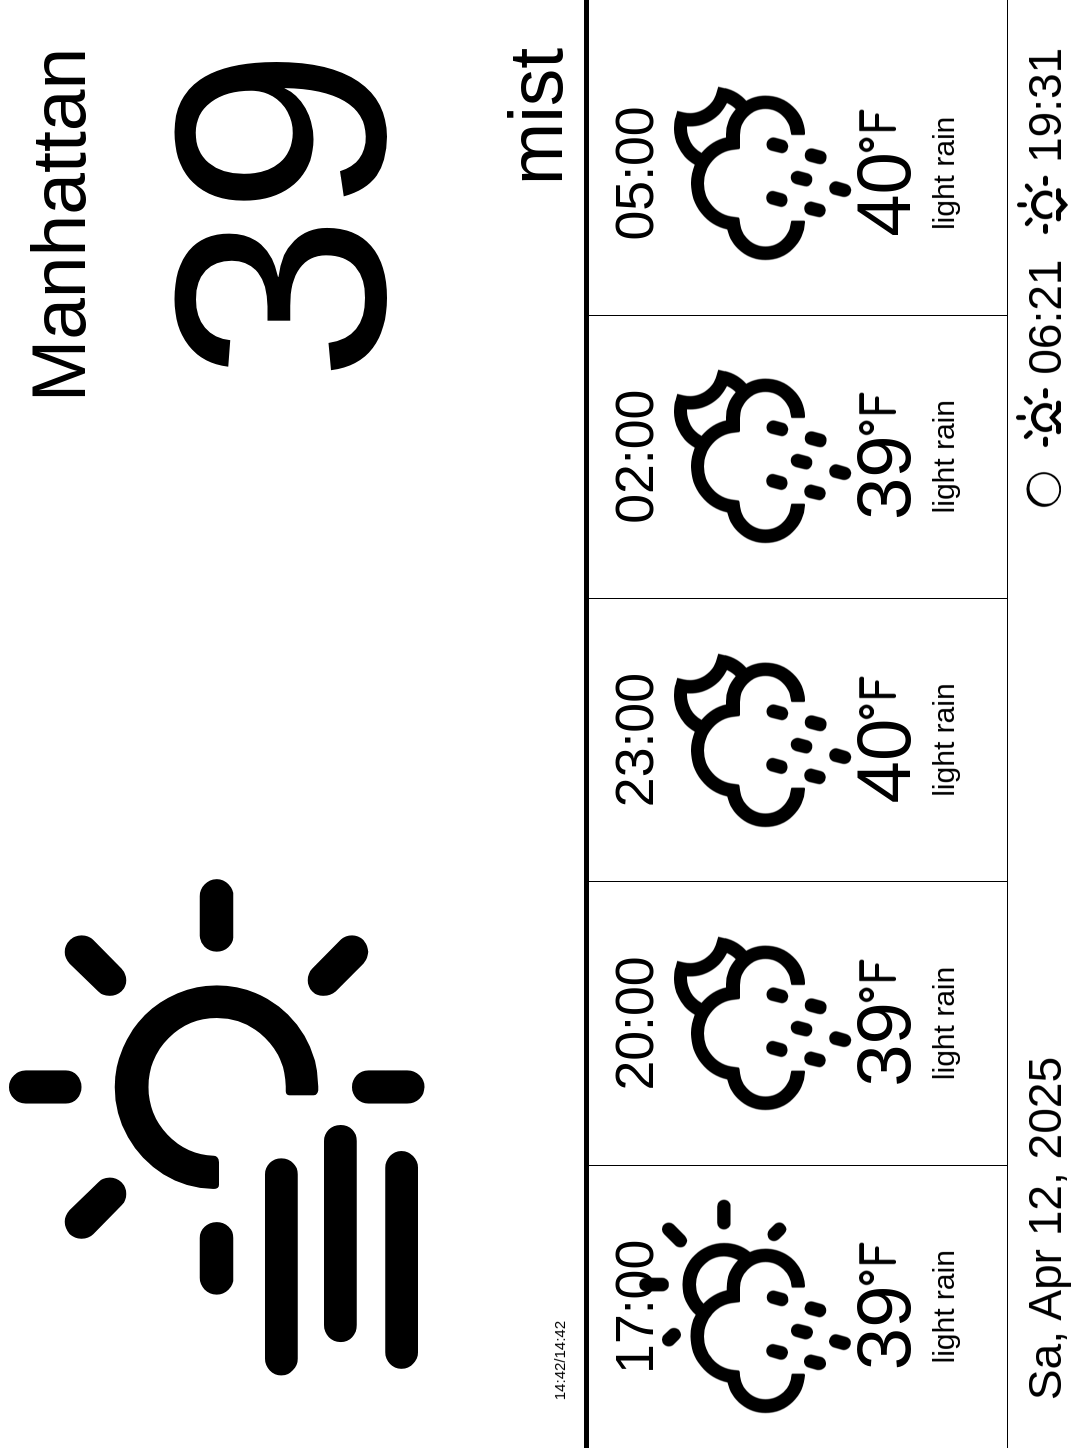 Manhattan
39
mist
14:42/14:42
17:00
39°F
light rain
20:00
39°F
light rain
23:00
40°F
light rain
02:00
39°F
light rain
05:00
40°F
light rain
Sa, Apr 12, 2025
06:21
19:31